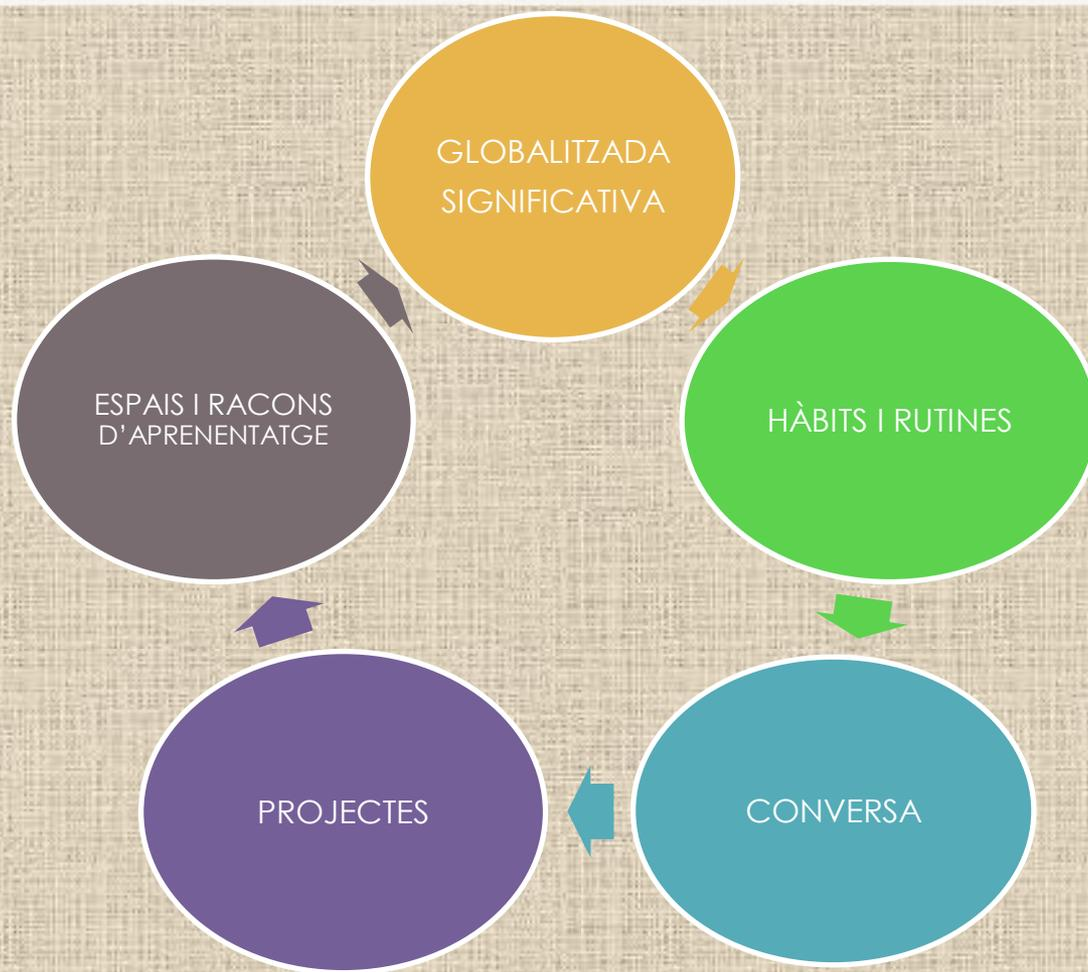 GLOBALITZADA
SIGNIFICATIVA
HÀBITS I RUTINES
CONVERSA
PROJECTES
ESPAIS I RACONS
D'APRENENTATGE